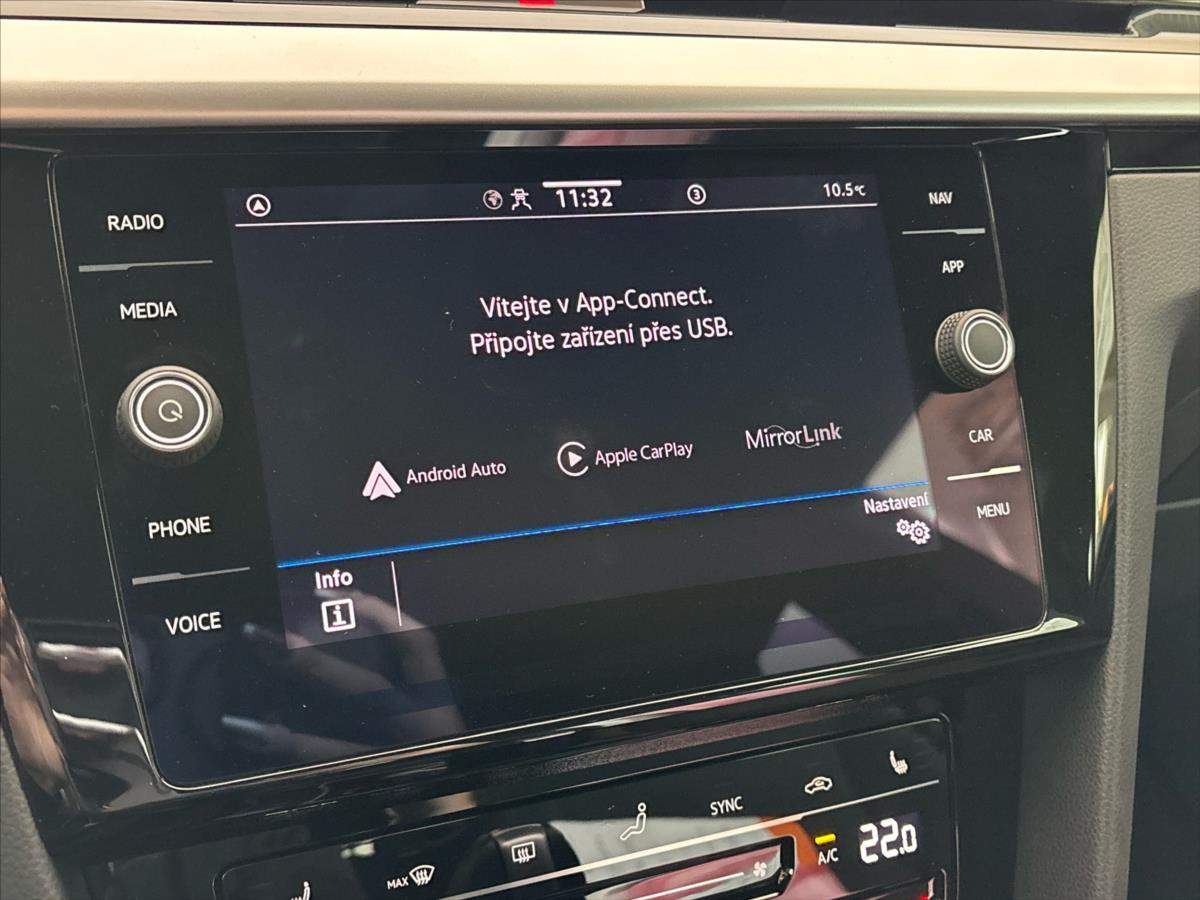 11:32
3
10.5°C
RADIO
MEDIA
PHONE
VOICE
Vítejte v App-Connect.
Připojte zařízení přes USB.
Android Auto
Apple CarPlay
MirrorLink
Nastavení
Info
i
NAV
APP
CAR
MENU
SYNC
MAX
A/C
22.0